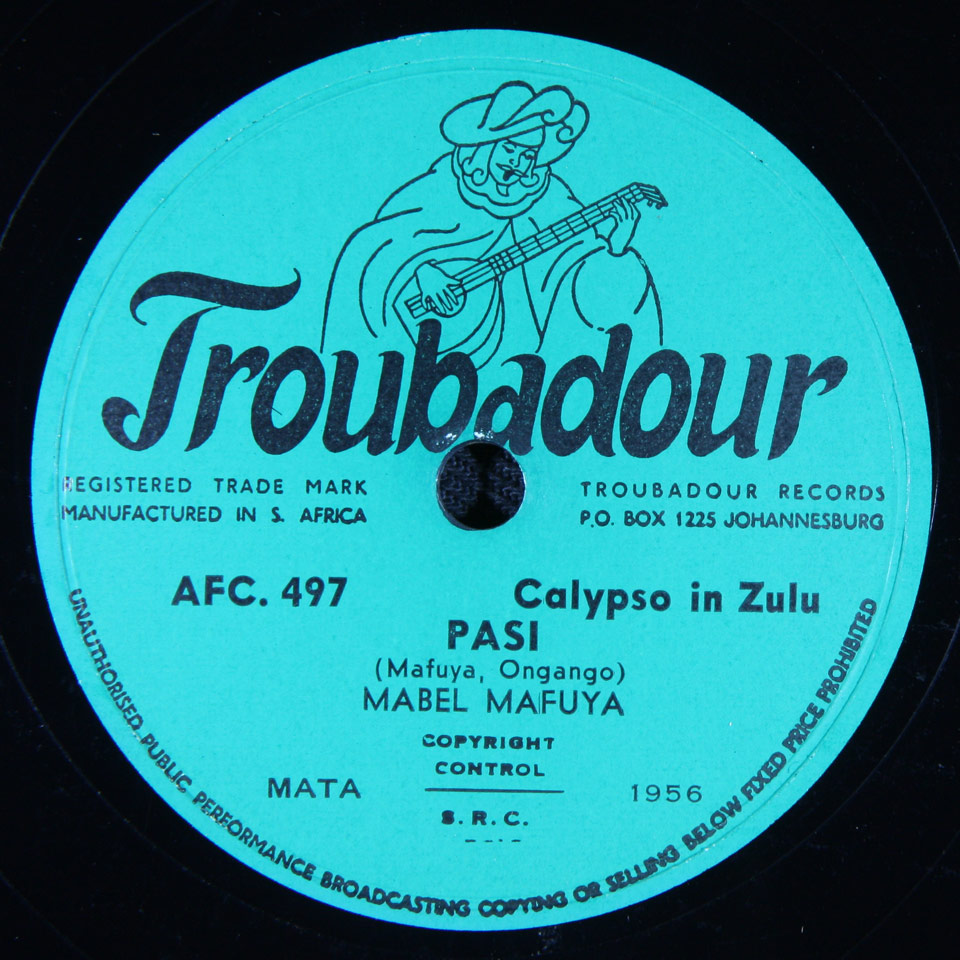 Troubadour
REGISTERED TRADE MARK
MANUFACTURED IN S. AFRICA
TROUBADOUR RECORDS
P.O. BOX 1225 JOHANNESBURG
AFC. 497
Calypso in Zulu
PASI
(Mafuya, Ongango)
MABEL MAFUYA
COPYRIGHT
CONTROL
MATA
1956
S. R. C.
UNAUTHORISED PUBLIC PERFORMANCE BROADCASTING COPYING OR SELLING BELOW FIXED PRICE PROHIBITED